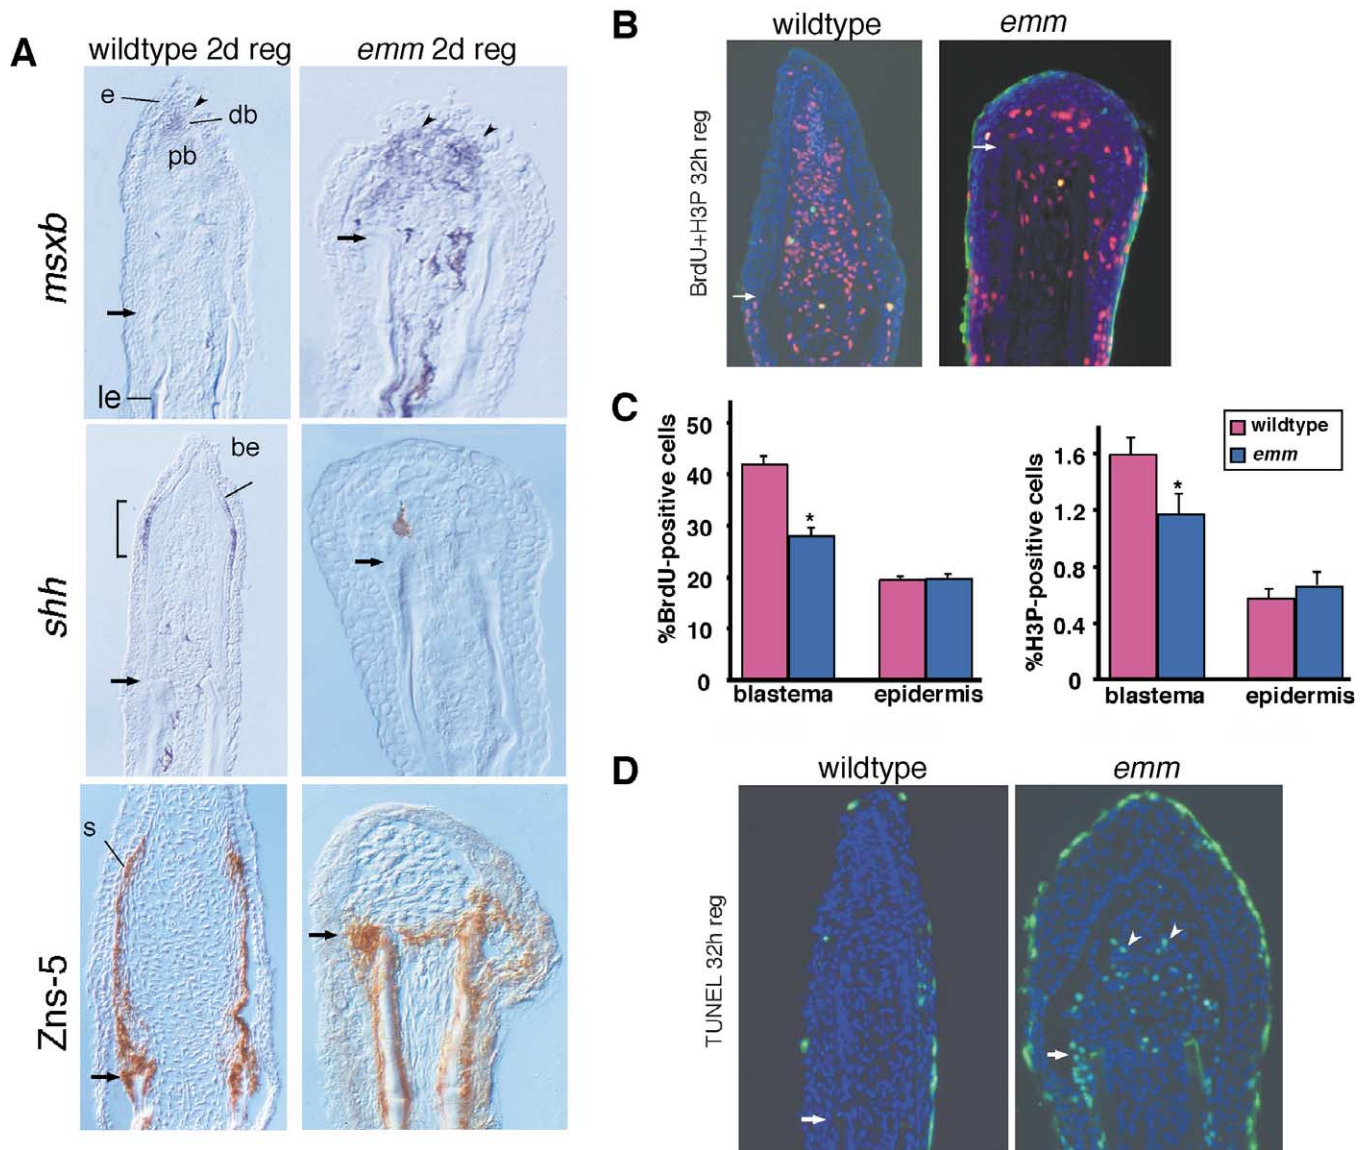 A
wildtype 2d reg
emm 2d reg
msxb
e
db
pb
le
shh
be
Zns-5
s
B
wildtype
emm
BrdU+H3P 32h reg
C
%BrdU-positive cells
50
40
30
20
10
0
*
blastema
epidermis
%H3P-positive cells
1.6
1.2
0.8
0.4
0
*
blastema
epidermis
wildtype
emm
D
wildtype
emm
TUNEL 32h reg